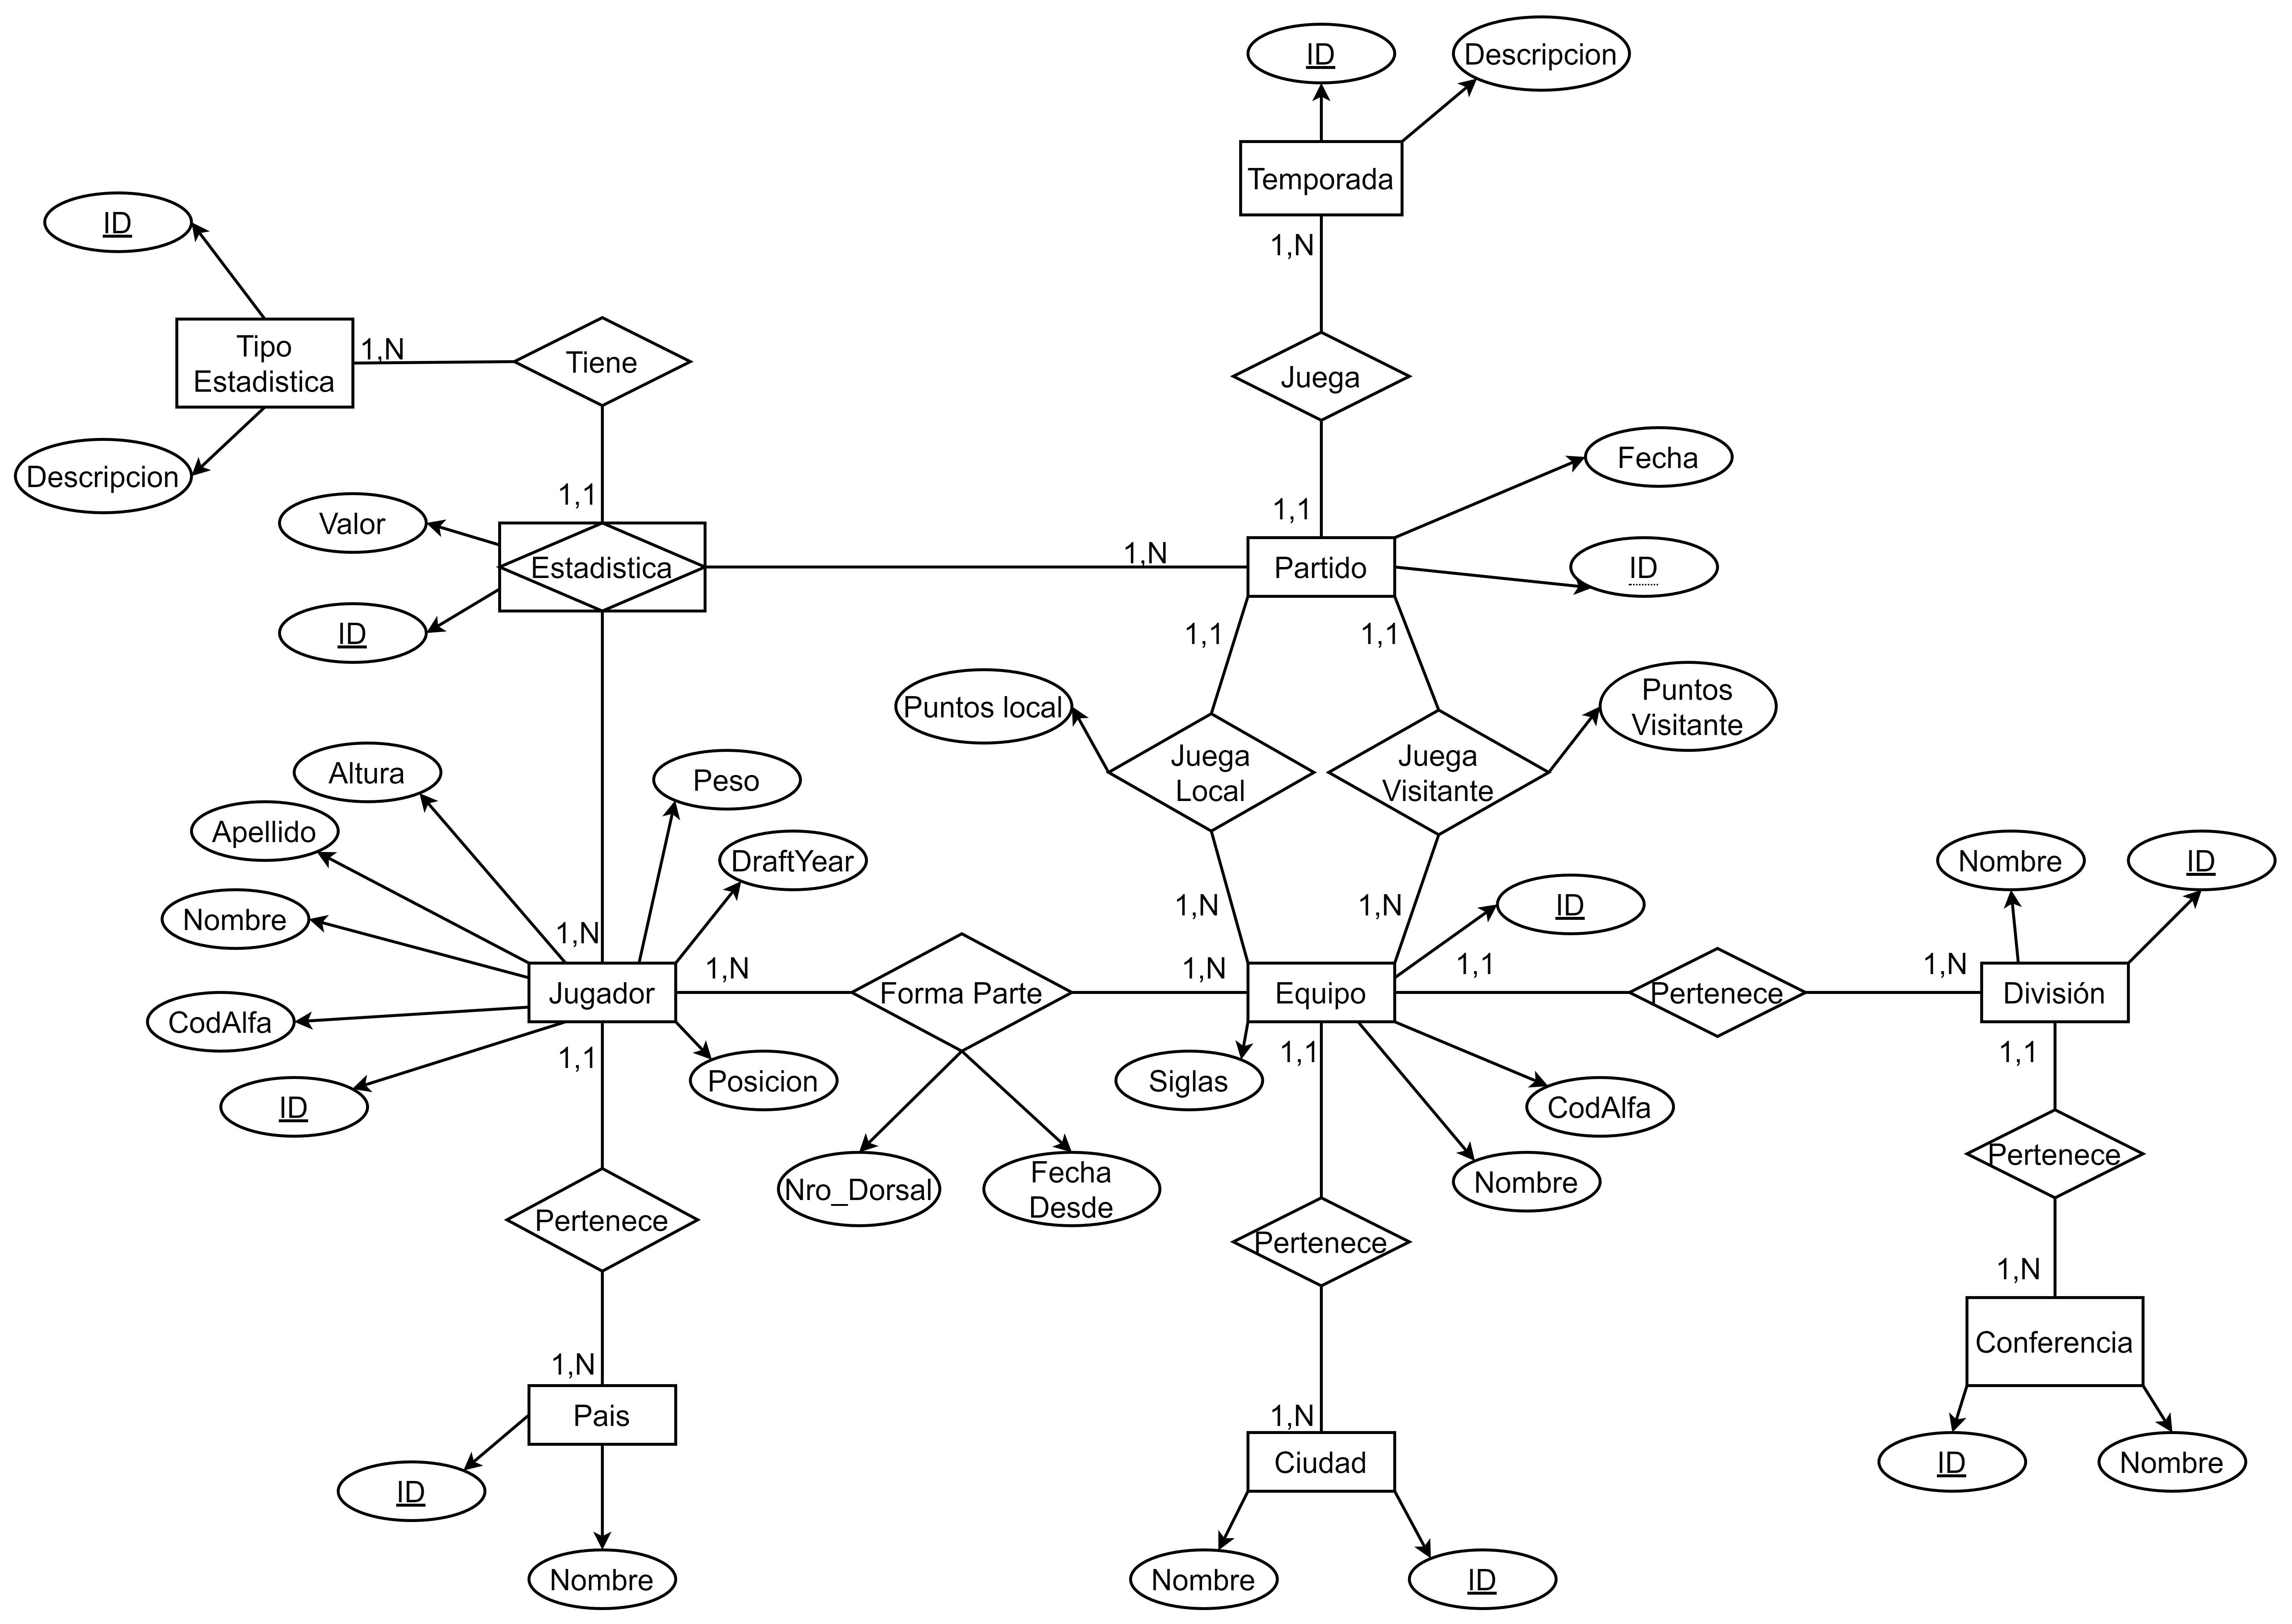 ID
Descripcion
Temporada
1,N
ID
Tipo
Estadistica
1,N
Tiene
Juega
Descripcion
1,1
Valor
Estadistica
ID
1,N
1,1
Partido
Fecha
ID
1,1
1,1
Puntos local
Puntos
Visitante
Juega
Local
Juega
Visitante
Altura
Peso
Apellido
DraftYear
Nombre
1,N
CodAlfa
ID
Jugador
1,N
Forma Parte
1,N
1,N
1,N
Equipo
ID
1,1
Pertenece
1,N
División
Nombre
ID
1,1
Posicion
Siglas
1,1
CodAlfa
Nombre
1,1
Nro_Dorsal
Fecha
Desde
Pertenece
Pertenece
Pertenece
1,N
Conferencia
1,N
Pais
1,N
Ciudad
ID
Nombre
ID
Nombre
Nombre
ID